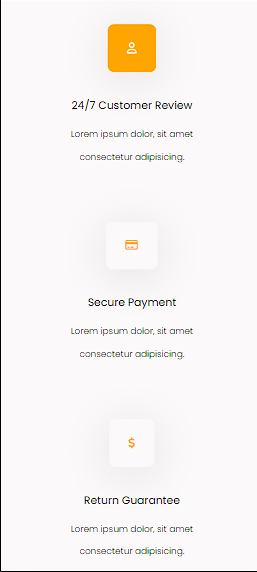 24/7 Customer Review
Lorem ipsum dolor, sit amet
consectetur adipisicing.
Secure Payment
Lorem ipsum dolor, sit amet
consectetur adipisicing.
$
Return Guarantee
Lorem ipsum dolor, sit amet
consectetur adipisicing.